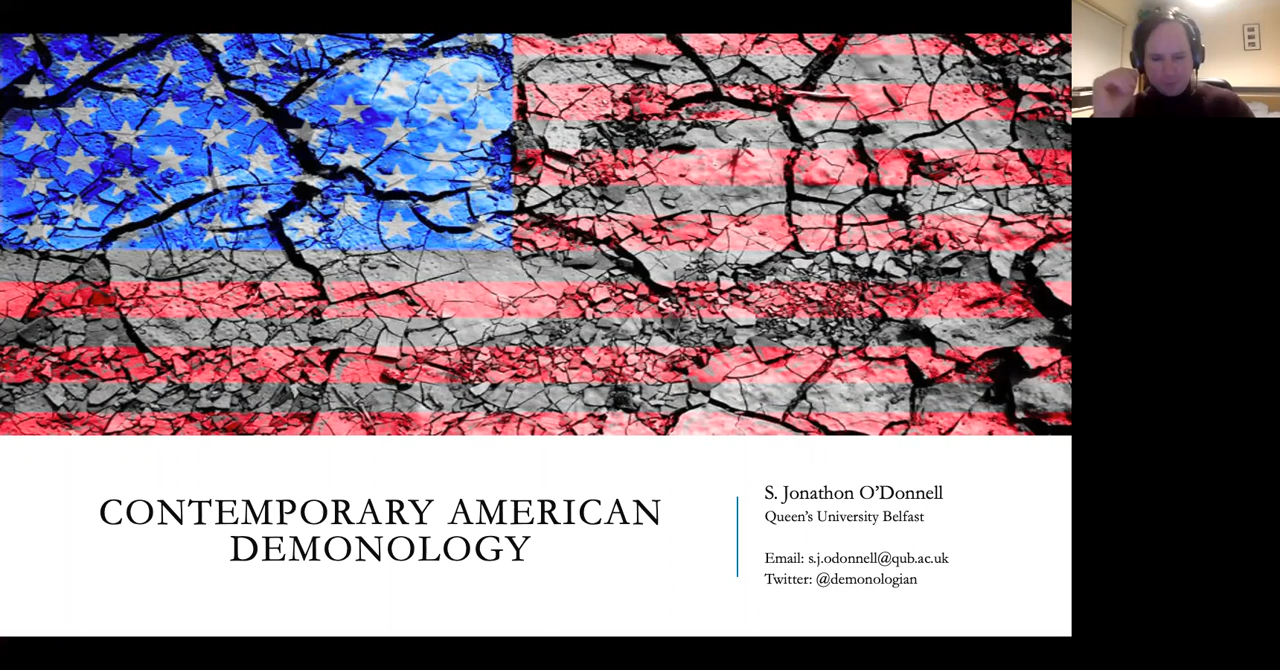 CONTEMPORARY AMERICAN
DEMONOLOGY
S. Jonathon O’Donnell
Queen’s University Belfast
Email: s.j.odonnell@qub.ac.uk
Twitter: @demonologian